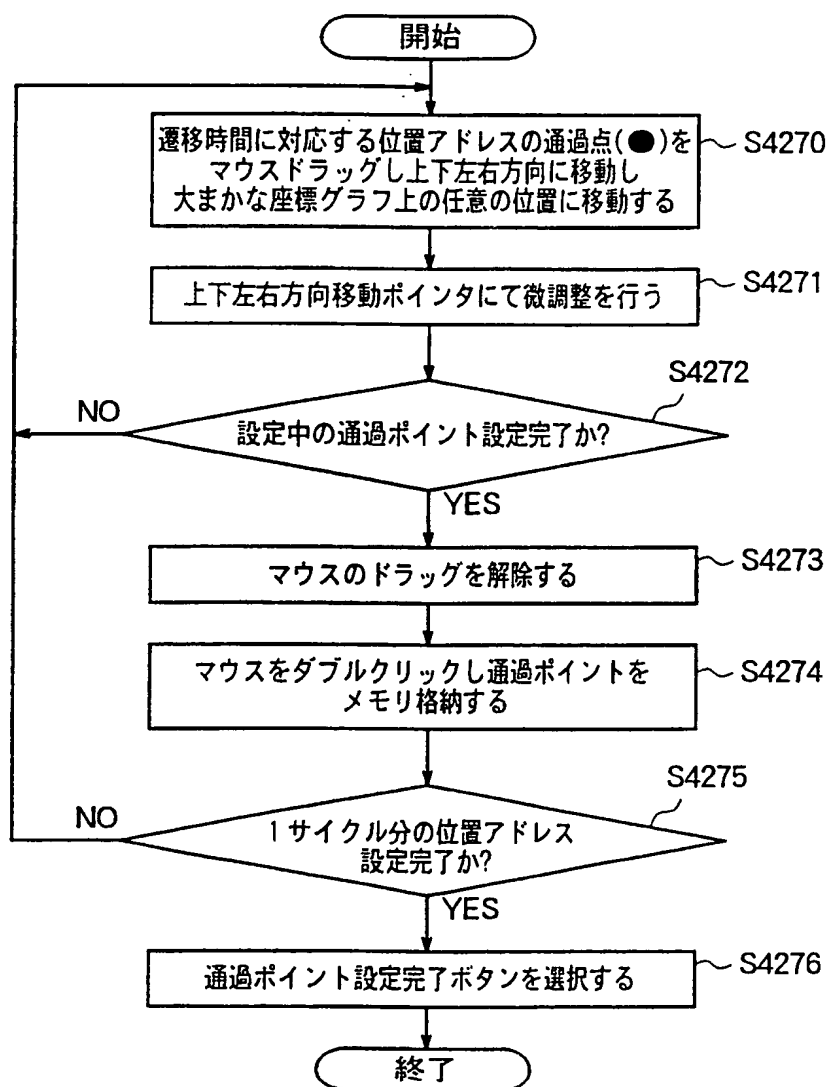 開始
遷移時間に対応する位置アドレスの通過点(●)を
マウスドラッグし上下左右方向に移動し
大まかな座標グラフ上の任意の位置に移動する
S4270
上下左右方向移動ポインタにて微調整を行う
S4271
S4272
NO
設定中の通過ポイント設定完了か?
YES
マウスのドラッグを解除する
S4273
マウスをダブルクリックし通過ポイントを
メモリ格納する
S4274
S4275
NO
1サイクル分の位置アドレス
設定完了か?
YES
通過ポイント設定完了ボタンを選択する
S4276
終了